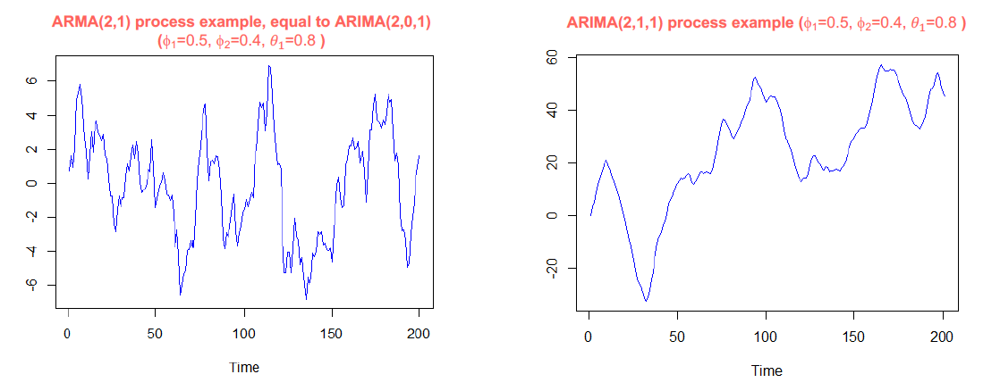 ARMA(2,1) process example, equal to ARIMA(2,0,1)
(ϕ₁=0.5, ϕ₂=0.4, θ₁=0.8 )
6
4
2
0
-2
-4
-6
0 50 100 150 200
Time
ARIMA(2,1,1) process example (ϕ₁=0.5, ϕ₂=0.4, θ₁=0.8 )
60
40
20
0
-20
0 50 100 150 200
Time